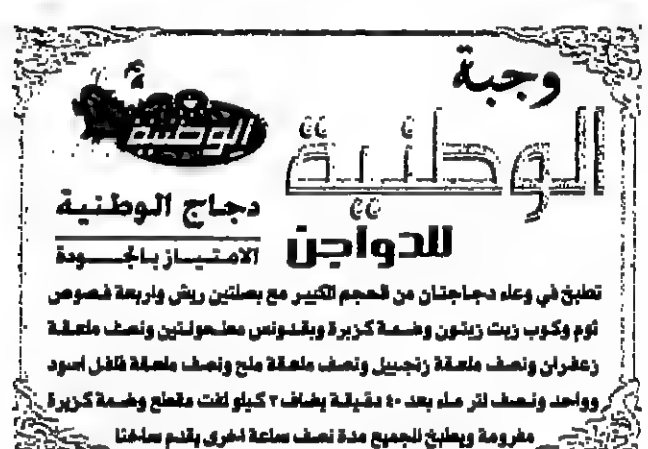 وجبة
الوطنية
الوطنية
للدواجن
دجاج الوطنية
الامتياز بالجودة
تطبخ في وعاء دجاجتان من الحجم الكبير مع بصلتين ريش واربعة فصوص
ثوم وكوب زيت زيتون وضمة كزبرة وبقدونس مطحونتين ونصف ملعقة
زعفران ونصف ملعقة زنجبيل ونصف ملعقة ملح ونصف ملعقة فلفل اسود
وواحد ونصف لتر ماء بعد ٤٠ دقيقة يضاف ٢ كيلو لفت مقطع وضمة كزبرة
مفرومة ويطبخ للجميع مدة نصف ساعة اخرى يقدم ساخنا